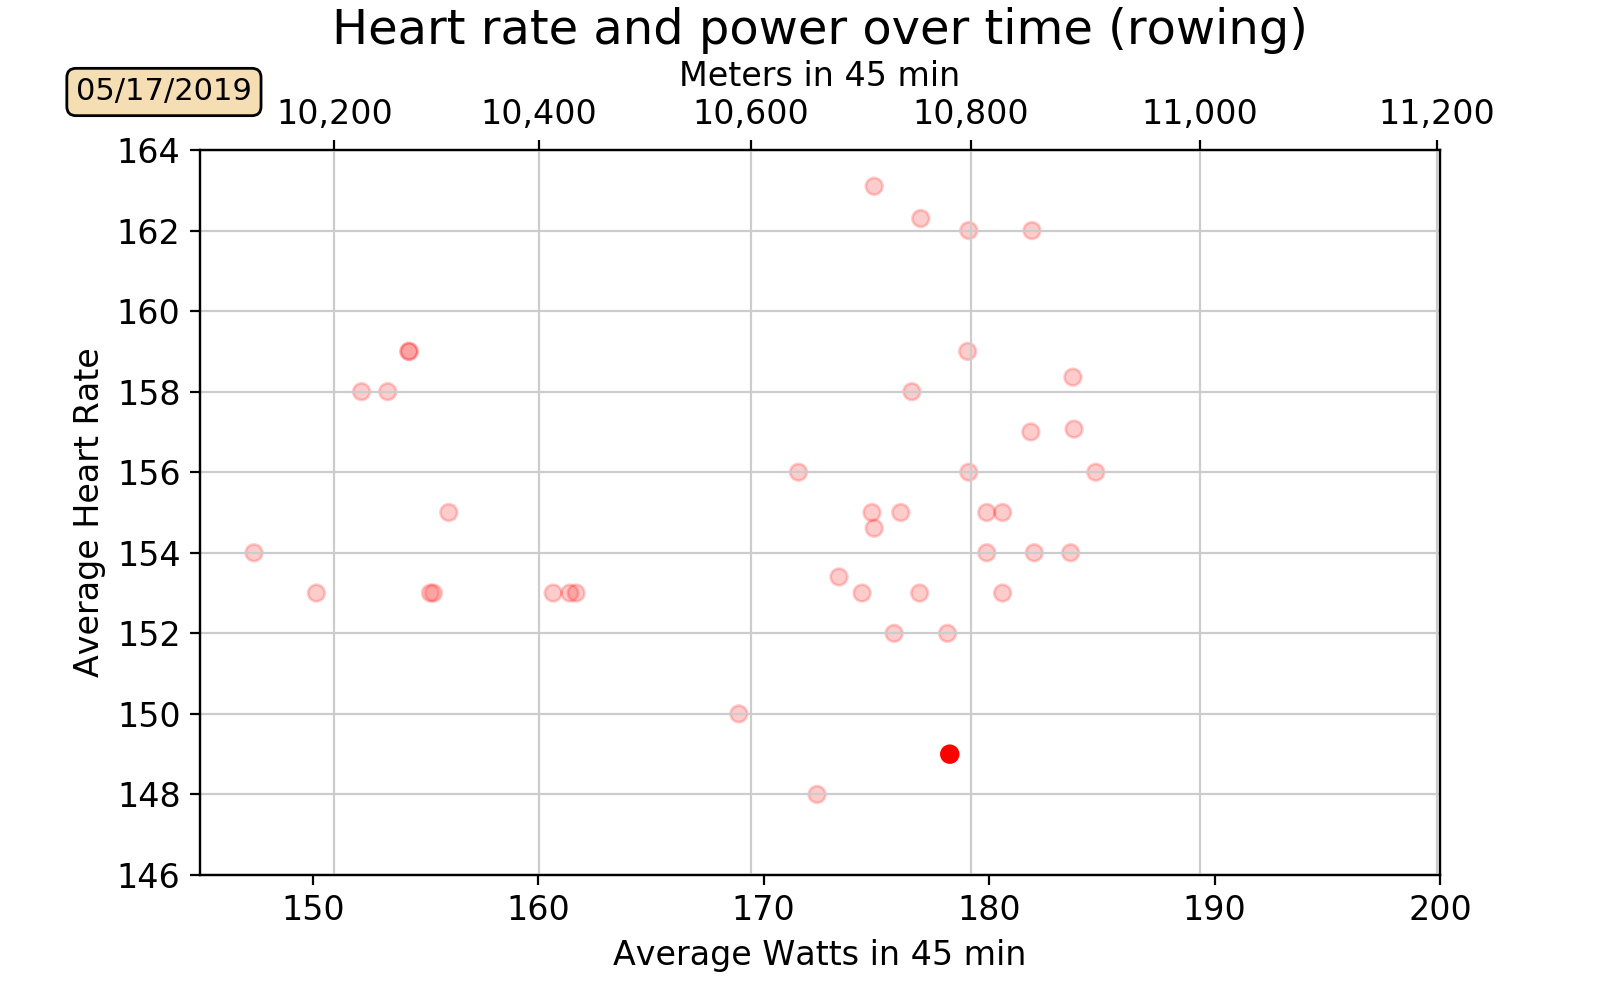 Heart rate and power over time (rowing)
Meters in 45 min
05/17/2019
10,200 10,400 10,600 10,800 11,000 11,200
164
162
160
158
156
154
152
150
148
146
Average Heart Rate
150 160 170 180 190 200
Average Watts in 45 min